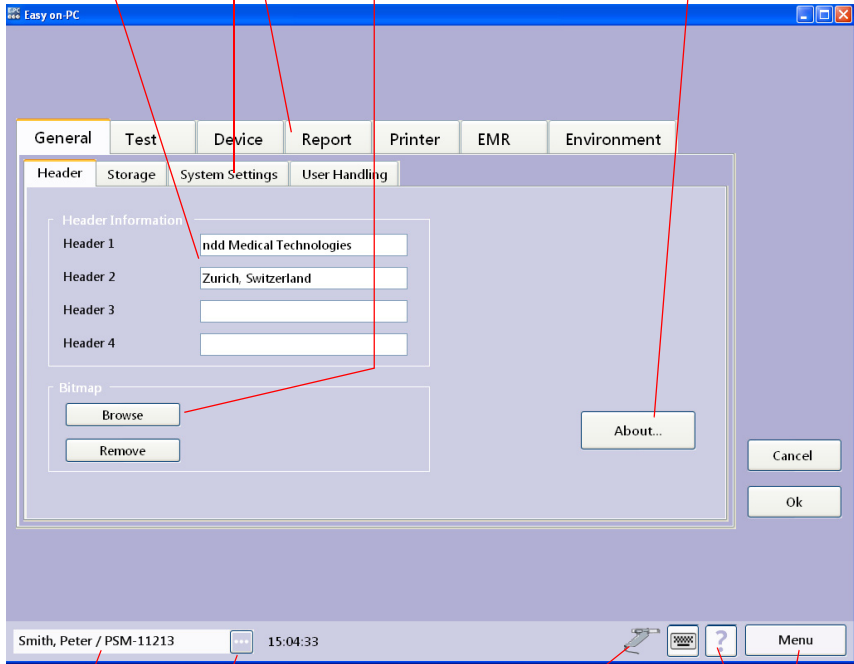 Easy on-PC
General Test Device Report Printer EMR Environment
Header Storage System Settings User Handling
Header Information
Header 1 ndd Medical Technologies
Header 2 Zurich, Switzerland
Header 3
Header 4
Bitmap
Browse
About...
Remove
Cancel
Ok
Smith, Peter / PSM-11213 ... 15:04:33 ? Menu